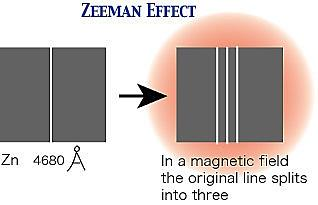 ZEEMAN EFFECT
Zn 4680 Å
In a magnetic field
the original line splits
into three